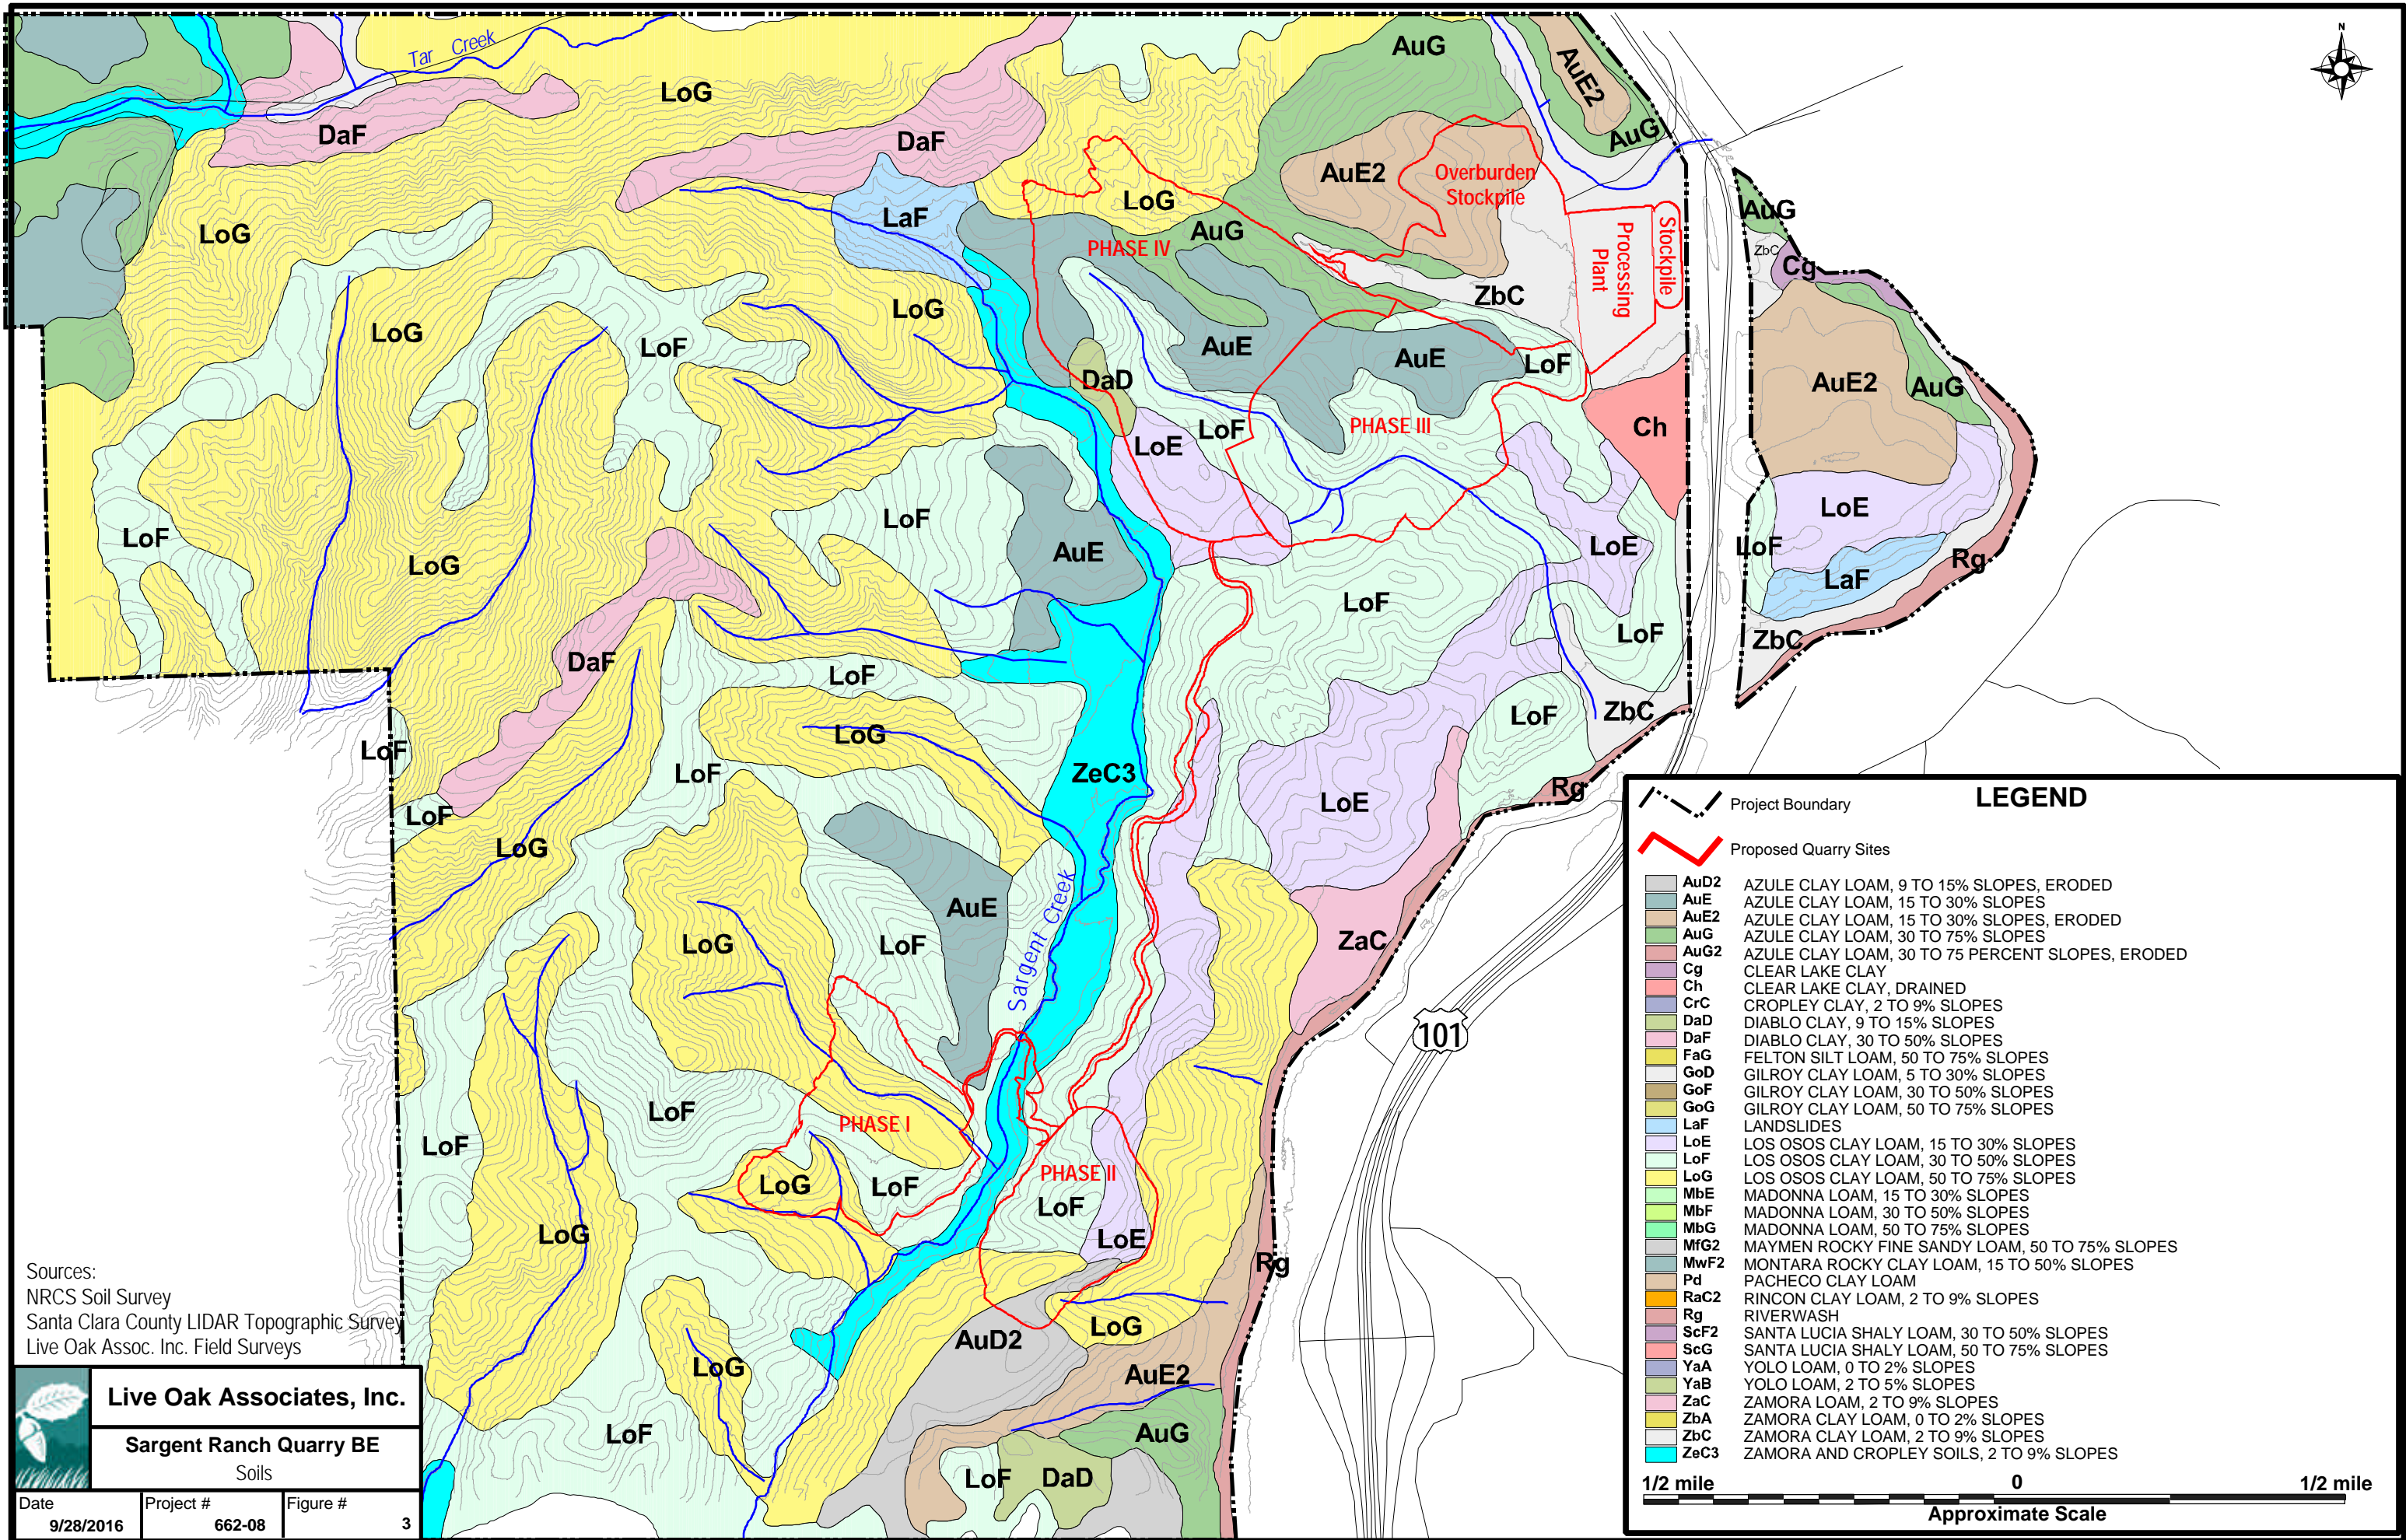 N
Tar Creek
AuG
AuE2
AuG
LoG
DaF
DaF
AuE2
Overburden
Stockpile
LoG
LoG
LaF
PHASE IV
AuG
Stockpile
Processing
Plant
AuG
ZbC
Cg
ZbC
LoG
LoG
LoF
AuE
AuE
LoF
DaD
AuE2
AuG
LoE
LoF
PHASE III
Ch
LoF
LoF
LoE
LoG
AuE
LoE
LoF
Rg
LaF
LoF
LoF
ZbC
DaF
LoF
LoF
LoG
LoF
ZbC
LoF
ZeC3
Rg
LoE
LoF
LoG
AuE
LoG
LoF
Sargent Creek
ZaC
101
LoF
PHASE I
LoF
LoG
LoF
PHASE II
LoF
LoE
LoG
Rg
AuD2
LoG
LoG
AuE2
LoF
AuG
LoF
DaD
LEGEND
Project Boundary
Proposed Quarry Sites
AuD2 AZULE CLAY LOAM, 9 TO 15% SLOPES, ERODED
AuE AZULE CLAY LOAM, 15 TO 30% SLOPES
AuE2 AZULE CLAY LOAM, 15 TO 30% SLOPES, ERODED
AuG AZULE CLAY LOAM, 30 TO 75% SLOPES
AuG2 AZULE CLAY LOAM, 30 TO 75 PERCENT SLOPES, ERODED
Cg CLEAR LAKE CLAY
Ch CLEAR LAKE CLAY, DRAINED
CrC CROPLEY CLAY, 2 TO 9% SLOPES
DaD DIABLO CLAY, 9 TO 15% SLOPES
DaF DIABLO CLAY, 30 TO 50% SLOPES
FaG FELTON SILT LOAM, 50 TO 75% SLOPES
GoD GILROY CLAY LOAM, 5 TO 30% SLOPES
GoF GILROY CLAY LOAM, 30 TO 50% SLOPES
GoG GILROY CLAY LOAM, 50 TO 75% SLOPES
LaF LANDSLIDES
LoE LOS OSOS CLAY LOAM, 15 TO 30% SLOPES
LoF LOS OSOS CLAY LOAM, 30 TO 50% SLOPES
LoG LOS OSOS CLAY LOAM, 50 TO 75% SLOPES
MbE MADONNA LOAM, 15 TO 30% SLOPES
MbF MADONNA LOAM, 30 TO 50% SLOPES
MbG MADONNA LOAM, 50 TO 75% SLOPES
MfG2 MAYMEN ROCKY FINE SANDY LOAM, 50 TO 75% SLOPES
MwF2 MONTARA ROCKY CLAY LOAM, 15 TO 50% SLOPES
Pd PACHECO CLAY LOAM
RaC2 RINCON CLAY LOAM, 2 TO 9% SLOPES
Rg RIVERWASH
ScF2 SANTA LUCIA SHALY LOAM, 30 TO 50% SLOPES
ScG SANTA LUCIA SHALY LOAM, 50 TO 75% SLOPES
YaA YOLO LOAM, 0 TO 2% SLOPES
YaB YOLO LOAM, 2 TO 5% SLOPES
ZaC ZAMORA LOAM, 2 TO 9% SLOPES
ZbA ZAMORA CLAY LOAM, 0 TO 2% SLOPES
ZbC ZAMORA CLAY LOAM, 2 TO 9% SLOPES
ZeC3 ZAMORA AND CROPLEY SOILS, 2 TO 9% SLOPES
1/2 mile 0 1/2 mile
Approximate Scale
Sources:
NRCS Soil Survey
Santa Clara County LIDAR Topographic Survey
Live Oak Assoc. Inc. Field Surveys
Live Oak Associates, Inc.
Sargent Ranch Quarry BE
Soils
Date Project # Figure #
9/28/2016 662-08 3